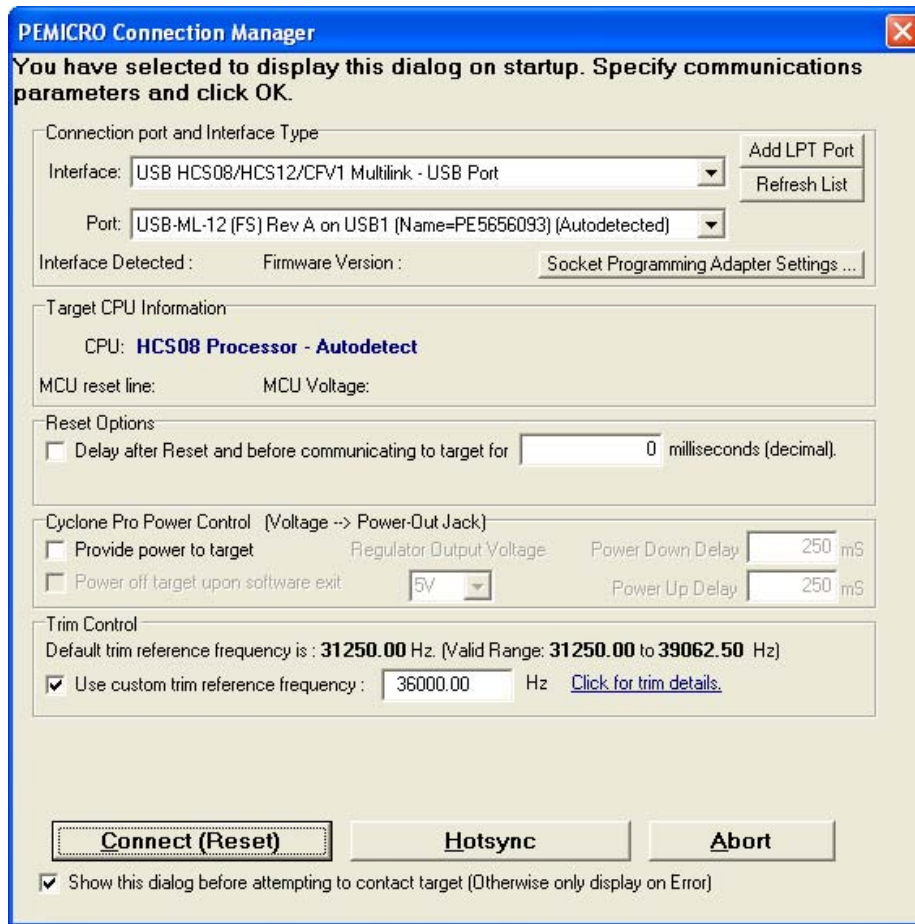 PEMICRO Connection Manager
You have selected to display this dialog on startup. Specify communications
parameters and click OK.
Connection port and Interface Type
Add LPT Port
Interface: USB HCS08/HCS12/CFV1 Multilink - USB Port
Refresh List
Port: USB-ML-12 (FS) Rev A on USB1 (Name=PE5656093) (Autodetected)
Interface Detected : Firmware Version : Socket Programming Adapter Settings ...
Target CPU Information
CPU: HCS08 Processor - Autodetect
MCU reset line: MCU Voltage:
Reset Options
Delay after Reset and before communicating to target for 0 milliseconds (decimal).
Cyclone Pro Power Control (Voltage --> Power-Out Jack)
Provide power to target Regulator Output Voltage Power Down Delay 250 mS
Power off target upon software exit 5V Power Up Delay 250 mS
Trim Control
Default trim reference frequency is : 31250.00 Hz. (Valid Range: 31250.00 to 39062.50 Hz)
Use custom trim reference frequency : 36000.00 Hz Click for trim details.
Connect (Reset) Hotsync Abort
Show this dialog before attempting to contact target (Otherwise only display on Error)